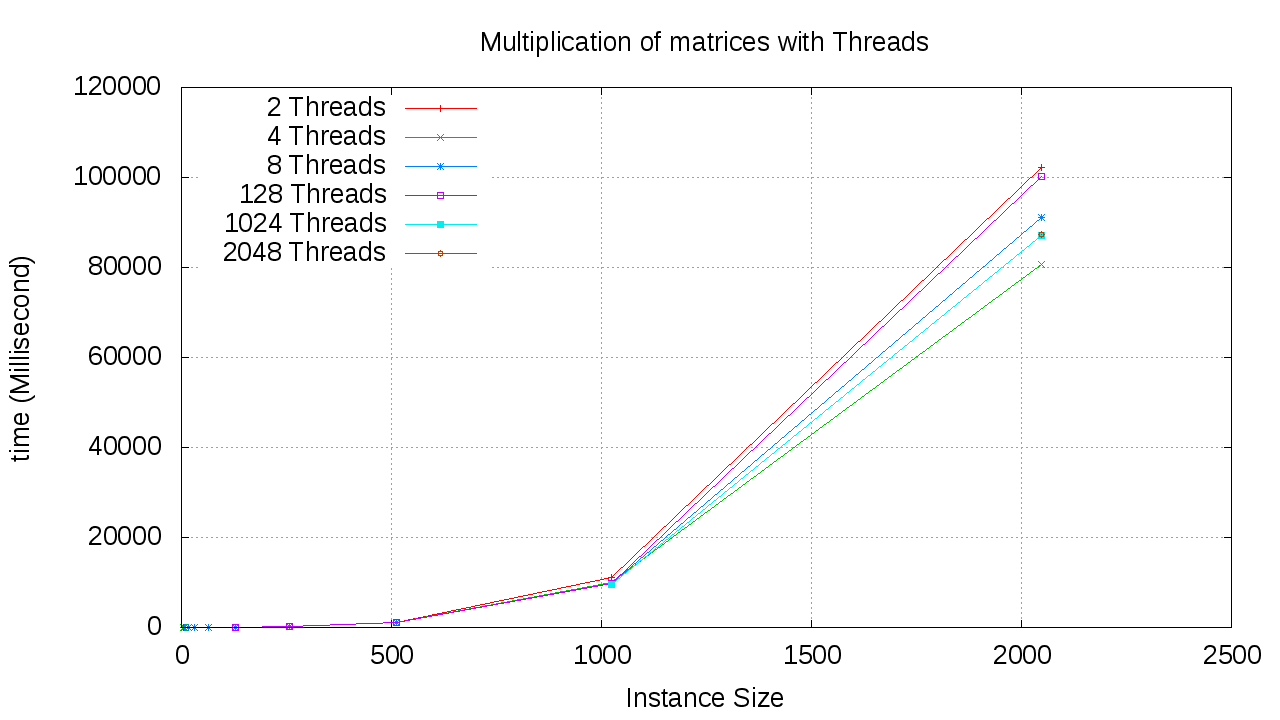 Multiplication of matrices with Threads
120000
100000
80000
60000
40000
20000
0
2 Threads
4 Threads
8 Threads
128 Threads
1024 Threads
2048 Threads
time (Millisecond)
0 500 1000 1500 2000 2500
Instance Size